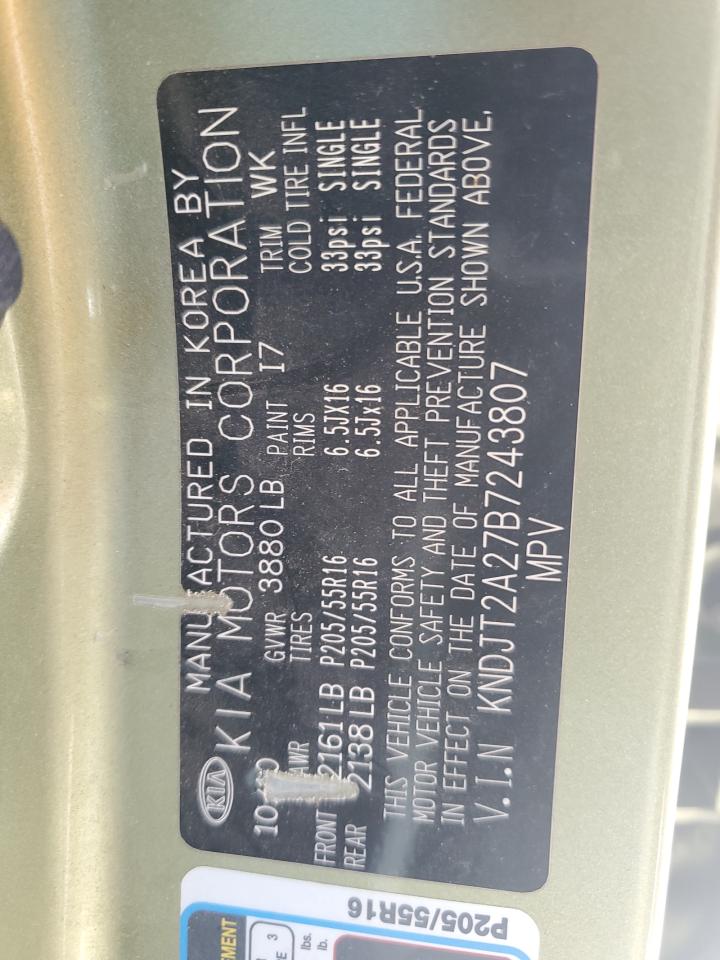 MANUFACTURED IN KOREA BY
KIA KIA MOTORS CORPORATION
GVWR 3880 LB PAINT I7 TRIM WK
TIRES RIMS COLD TIRE INFL
FRONT 2161 LB P205/55R16 6.5JX16 33psi SINGLE
REAR 2138 LB P205/55R16 6.5Jx16 33psi SINGLE
THIS VEHICLE CONFORMS TO ALL APPLICABLE U.S.A. FEDERAL
MOTOR VEHICLE SAFETY AND THEFT PREVENTION STANDARDS
IN EFFECT ON THE DATE OF MANUFACTURE SHOWN ABOVE.
V.I.N KNDJT2A27B7243807
MPV
P205/55R16
3
lbs.
lb.